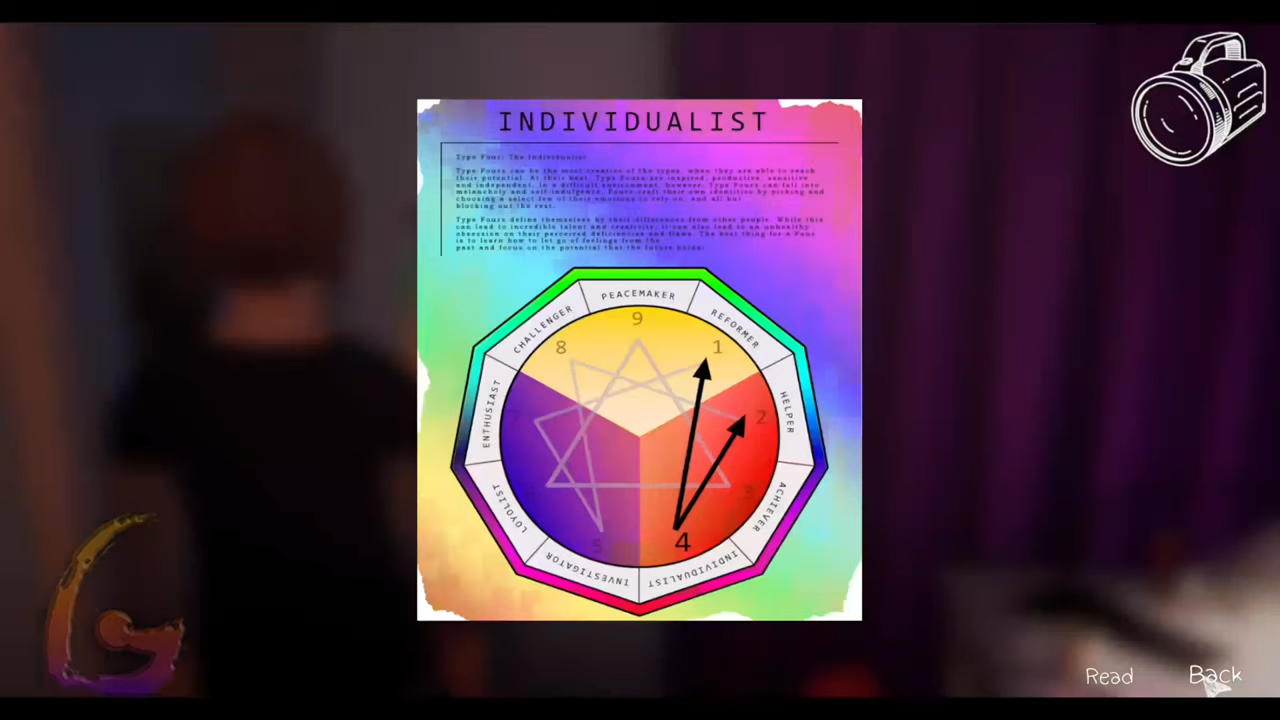 INDIVIDUALIST
Type Four: The Individualist
Type Fours can be the most creative of the types, when they are able to reach
their potential. At their best, Type Fours are inspired, productive, sensitive
and independent. In a difficult environment, however, Type Fours can fall into
melancholy and self-indulgence. Fours craft their own identities by picking and
choosing a select few of their emotions to rely on, and all but
blocking out the rest.
Type Fours define themselves by their differences from other people. While this
can lead to incredible talent and creativity, it can also lead to an unhealthy
obsession on their perceived deficiencies and flaws. The best thing for a Four
is to learn how to let go of feelings from the
past and focus on the potential that the future holds.
PEACEMAKER
REFORMER
HELPER
ACHIEVER
INDIVIDUALIST
INVESTIGATOR
LOYOLIST
ENTHUSIAST
CHALLENGER
9
1
2
3
4
5
8
Read
Back